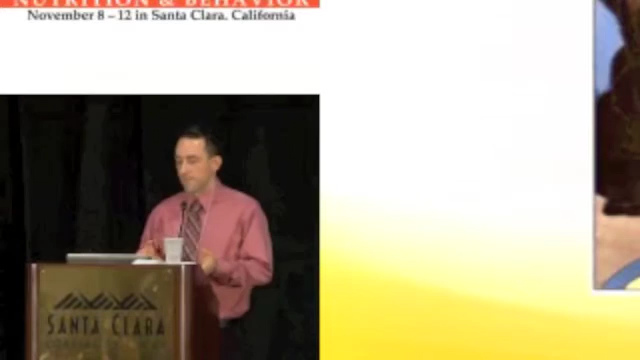 NUTRITION & BEHAVIOR
November 8 – 12 in Santa Clara, California
SANTA CLARA